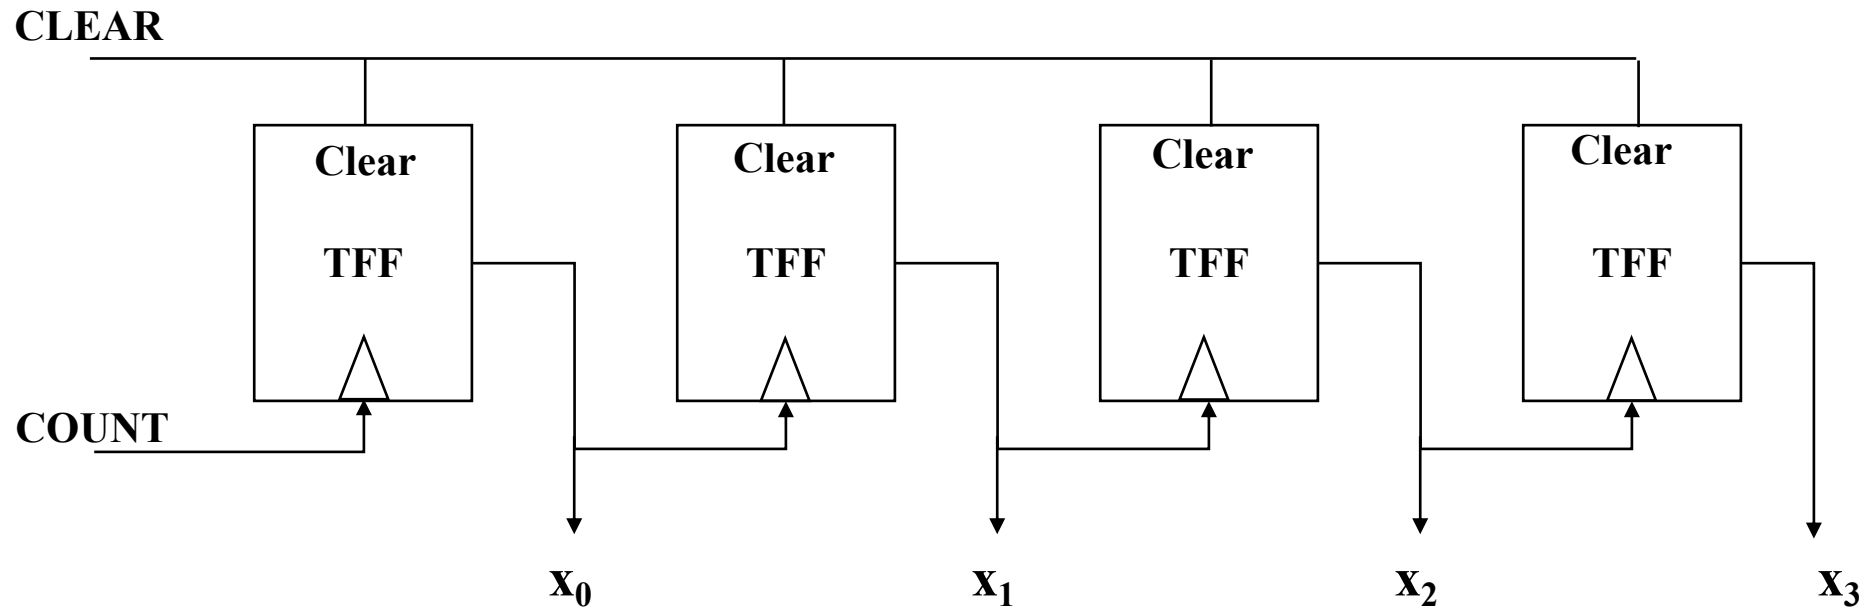 CLEAR
Clear Clear Clear Clear
TFF TFF TFF TFF
COUNT
x₀ x₁ x₂ x₃